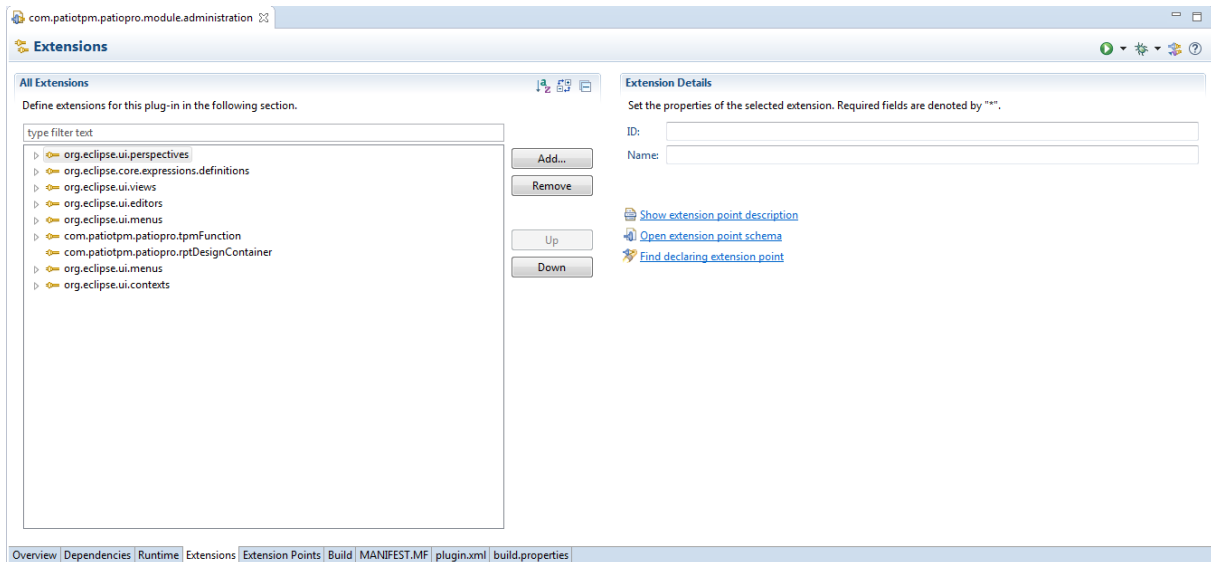 com.patiotpm.patiopro.module.administration
Extensions
All Extensions
Define extensions for this plug-in in the following section.
type filter text
org.eclipse.ui.perspectives
org.eclipse.core.expressions.definitions
org.eclipse.ui.views
org.eclipse.ui.editors
org.eclipse.ui.menus
com.patiotpm.patiopro.tpmFunction
com.patiotpm.patiopro.rptDesignContainer
org.eclipse.ui.menus
org.eclipse.ui.contexts
Add...
Remove
Up
Down
Extension Details
Set the properties of the selected extension. Required fields are denoted by "*".
ID:
Name:
Show extension point description
Open extension point schema
Find declaring extension point
Overview Dependencies Runtime Extensions Extension Points Build MANIFEST.MF plugin.xml build.properties